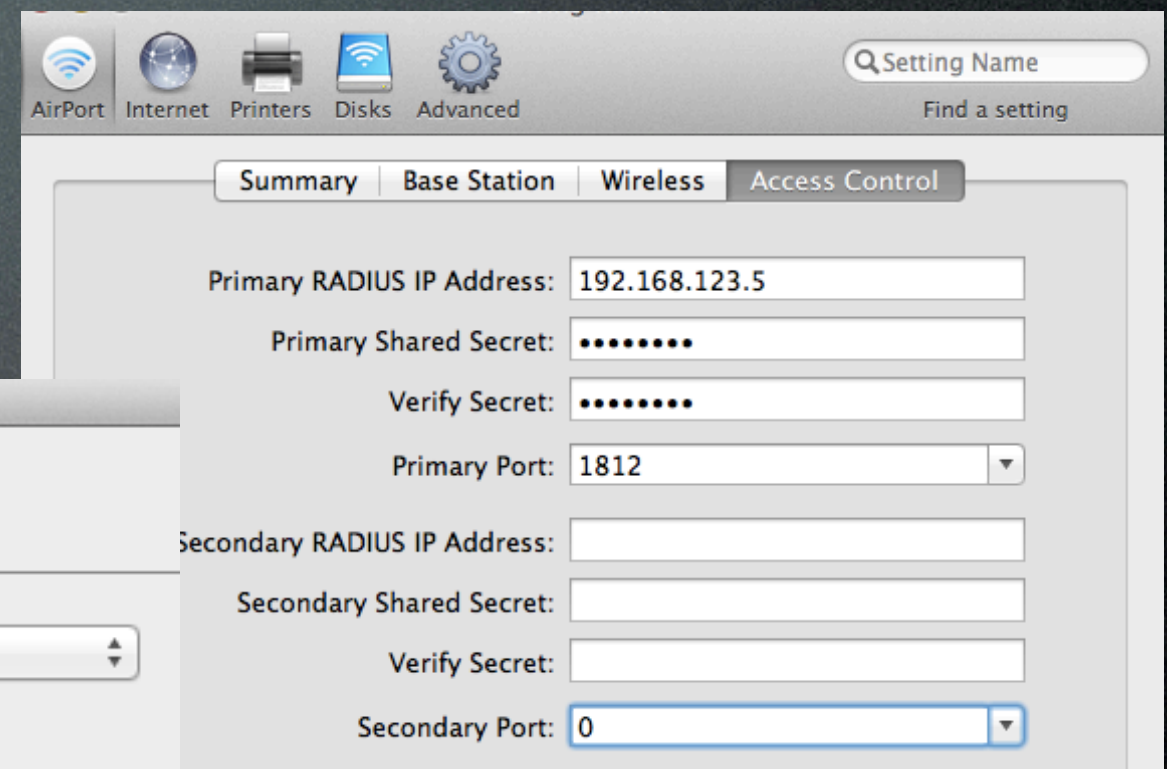 AirPort Internet Printers Disks Advanced
Setting Name
Find a setting
Summary Base Station Wireless Access Control
Primary RADIUS IP Address: 192.168.123.5
Primary Shared Secret: ••••••••
Verify Secret: ••••••••
Primary Port: 1812
Secondary RADIUS IP Address:
Secondary Shared Secret:
Verify Secret:
Secondary Port: 0